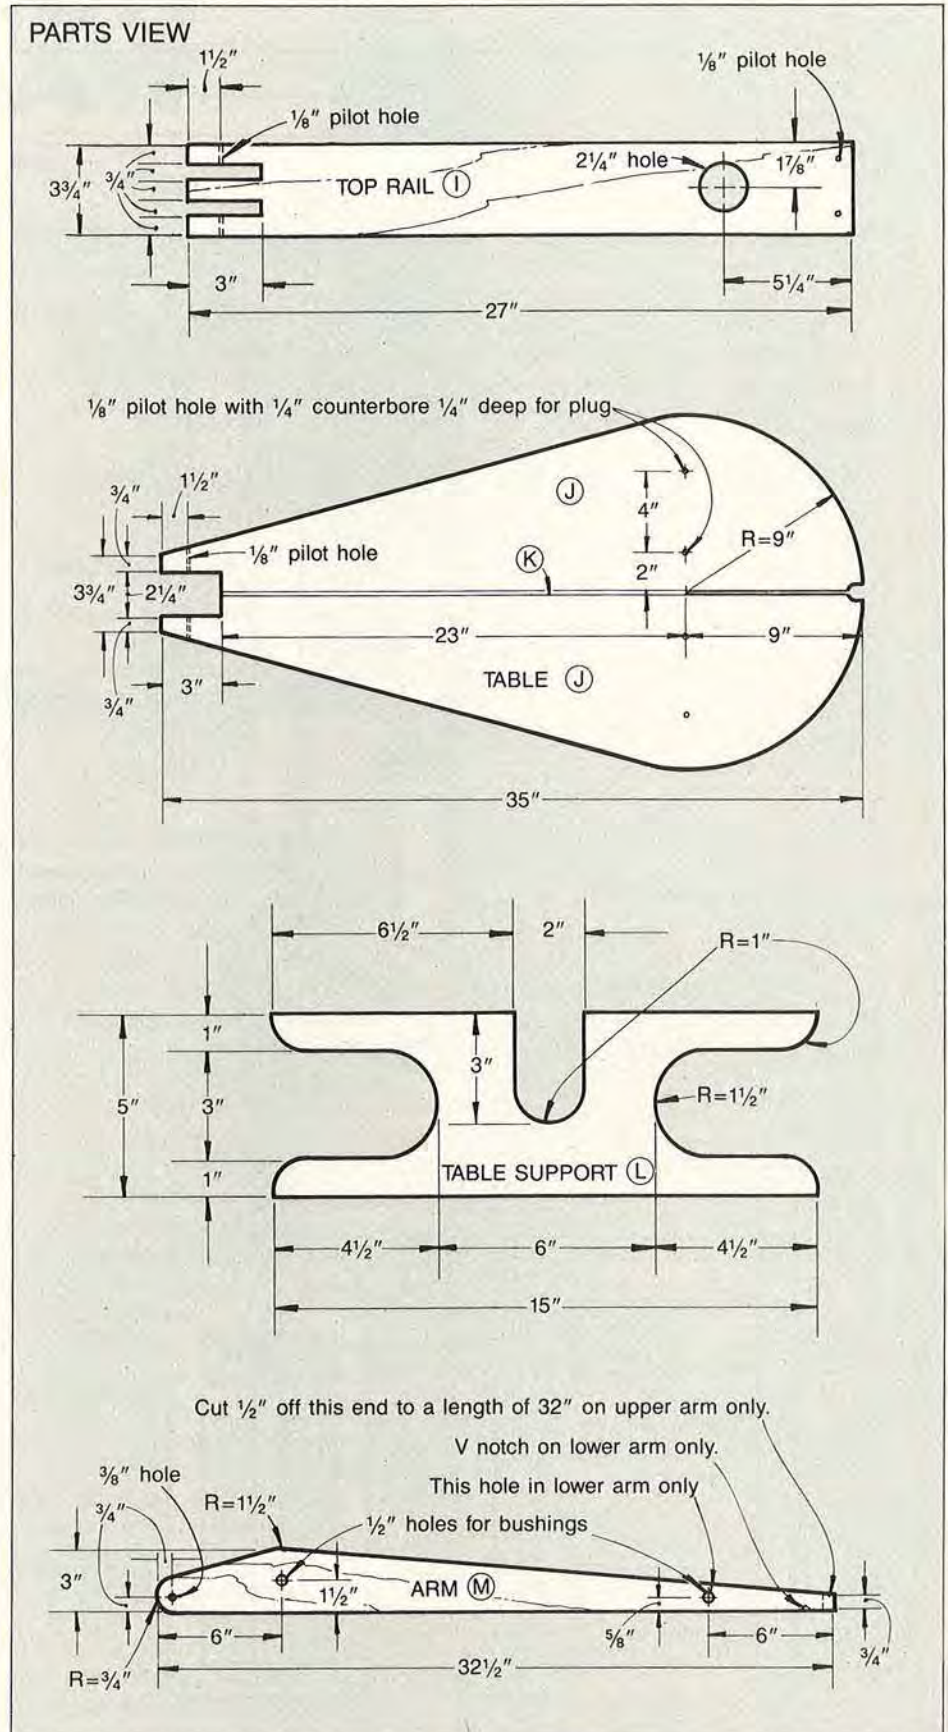 PARTS VIEW
1½"
⅛" pilot hole
⅛" pilot hole
2¼" hole
1⅞"
3¾"
¾"
TOP RAIL I
3"
5¼"
27"
⅛" pilot hole with ¼" counterbore ¼" deep for plug
1½"
¾"
J
4"
R=9"
⅛" pilot hole
K
2"
3¾"
2¼"
23"
9"
TABLE J
3"
¾"
35"
6½"
2"
R=1"
1"
3"
5"
3"
R=1½"
1"
TABLE SUPPORT L
4½"
6"
4½"
15"
Cut ½" off this end to a length of 32" on upper arm only.
V notch on lower arm only.
⅜" hole
This hole in lower arm only
¾"
R=1½"
½" holes for bushings
3"
1½"
ARM M
¾"
6"
⅝"
6"
¾"
R=¾"
32½"